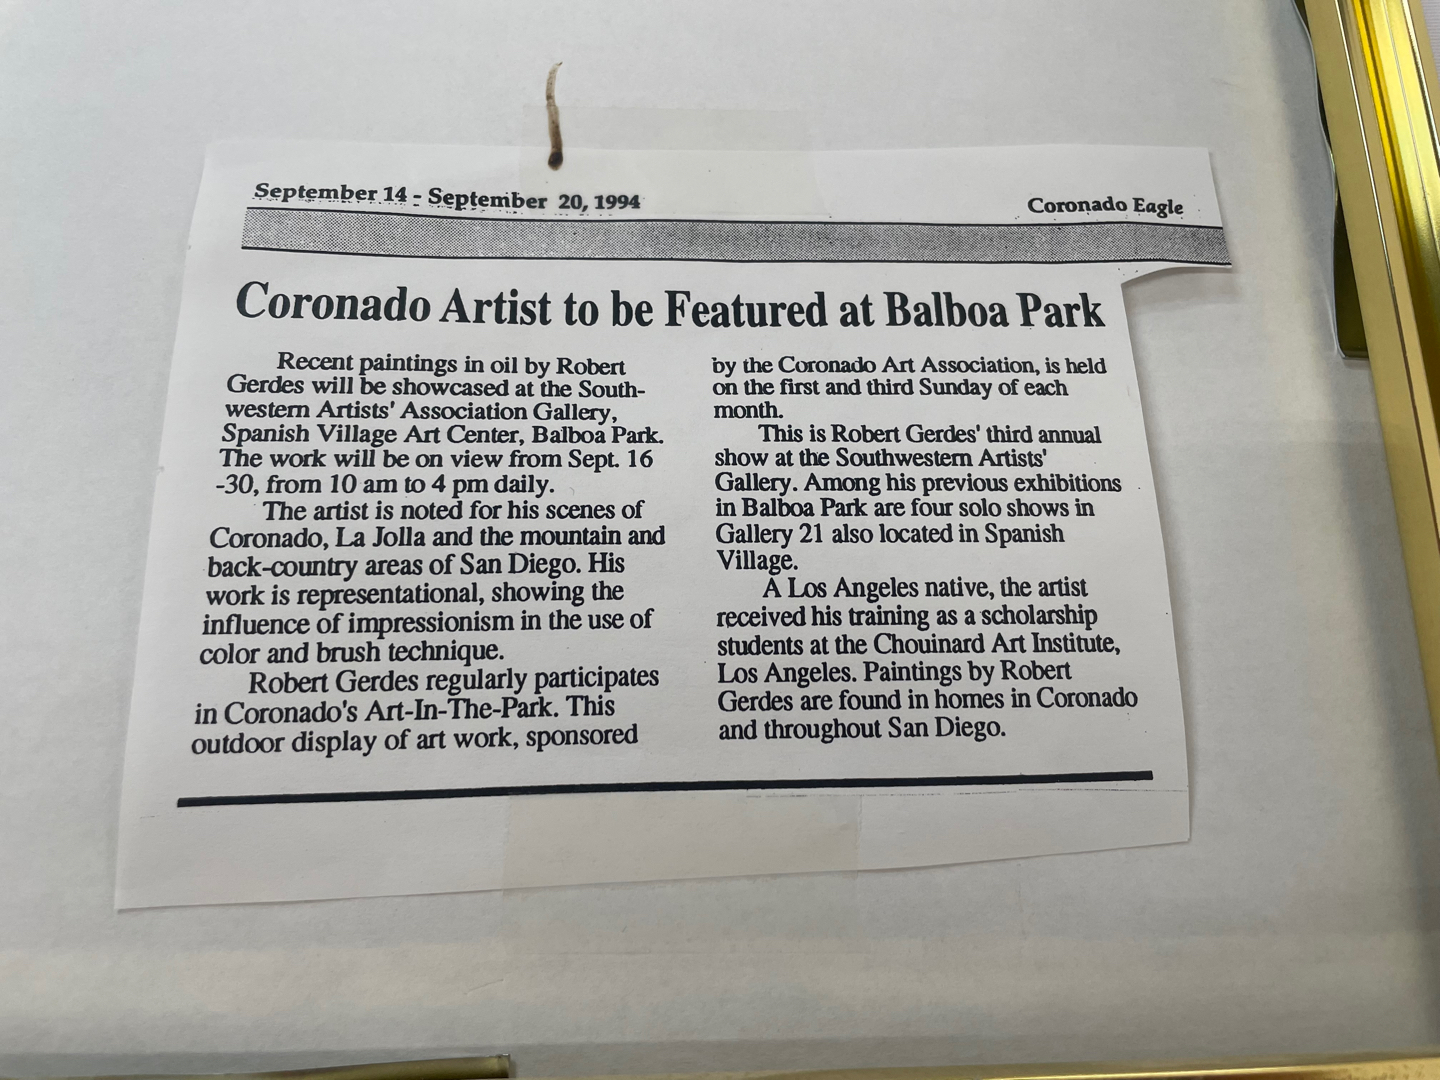 September 14 - September 20, 1994
Coronado Eagle
Coronado Artist to be Featured at Balboa Park
Recent paintings in oil by Robert
Gerdes will be showcased at the South-
western Artists' Association Gallery,
Spanish Village Art Center, Balboa Park.
The work will be on view from Sept. 16
-30, from 10 am to 4 pm daily.
The artist is noted for his scenes of
Coronado, La Jolla and the mountain and
back-country areas of San Diego. His
work is representational, showing the
influence of impressionism in the use of
color and brush technique.
Robert Gerdes regularly participates
in Coronado's Art-In-The-Park. This
outdoor display of art work, sponsored
by the Coronado Art Association, is held
on the first and third Sunday of each
month.
This is Robert Gerdes' third annual
show at the Southwestern Artists'
Gallery. Among his previous exhibitions
in Balboa Park are four solo shows in
Gallery 21 also located in Spanish
Village.
A Los Angeles native, the artist
received his training as a scholarship
students at the Chouinard Art Institute,
Los Angeles. Paintings by Robert
Gerdes are found in homes in Coronado
and throughout San Diego.